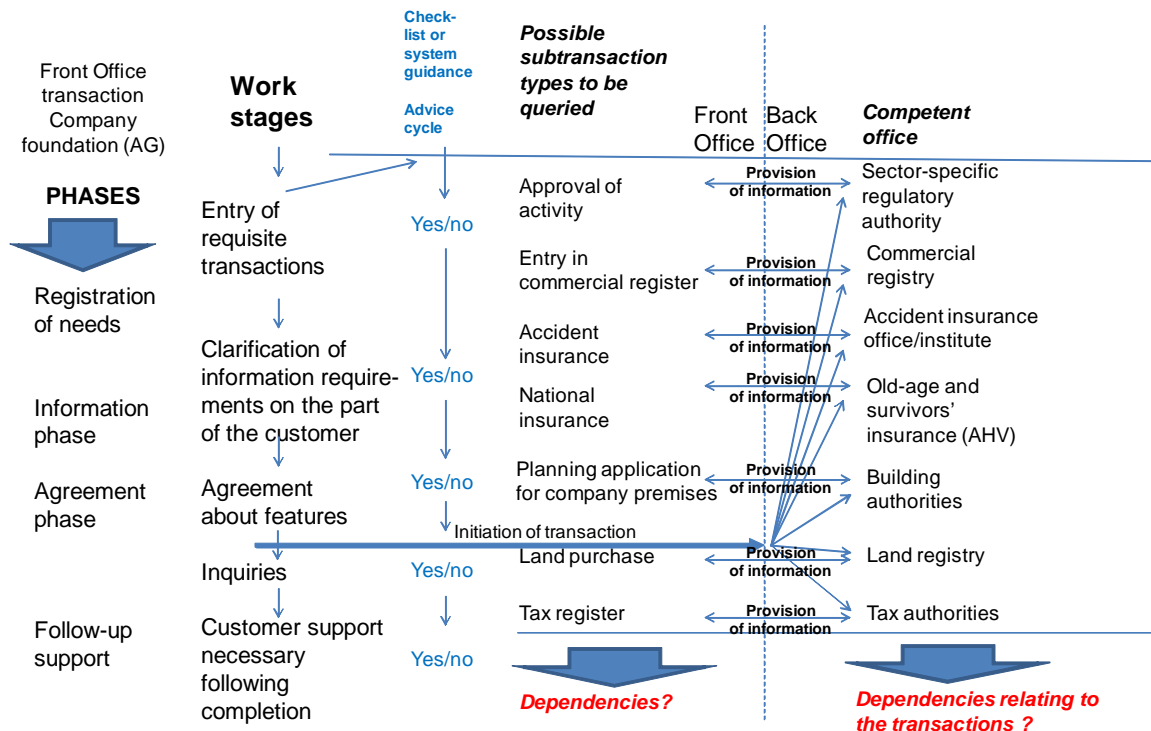 Front Office
transaction
Company
foundation (AG)
PHASES
Registration
of needs
Information
phase
Agreement
phase
Follow-up
support
Work
stages
Entry of
requisite
transactions
Clarification of
information require-
ments on the part
of the customer
Agreement
about features
Inquiries
Customer support
necessary
following
completion
Check-
list or
system
guidance
Advice
cycle
Yes/no
Yes/no
Yes/no
Yes/no
Yes/no
Initiation of transaction
Possible
subtransaction
types to be
queried
Approval of
activity
Entry in
commercial register
Accident
insurance
National
insurance
Planning application
for company premises
Land purchase
Tax register
Dependencies?
Front
Office
Back
Office
Provision
of information
Provision
of information
Provision
of information
Provision
of information
Provision
of information
Provision
of information
Provision
of information
Competent
office
Sector-specific
regulatory
authority
Commercial
registry
Accident insurance
office/institute
Old-age and
survivors’
insurance (AHV)
Building
authorities
Land registry
Tax authorities
Dependencies relating to
the transactions ?